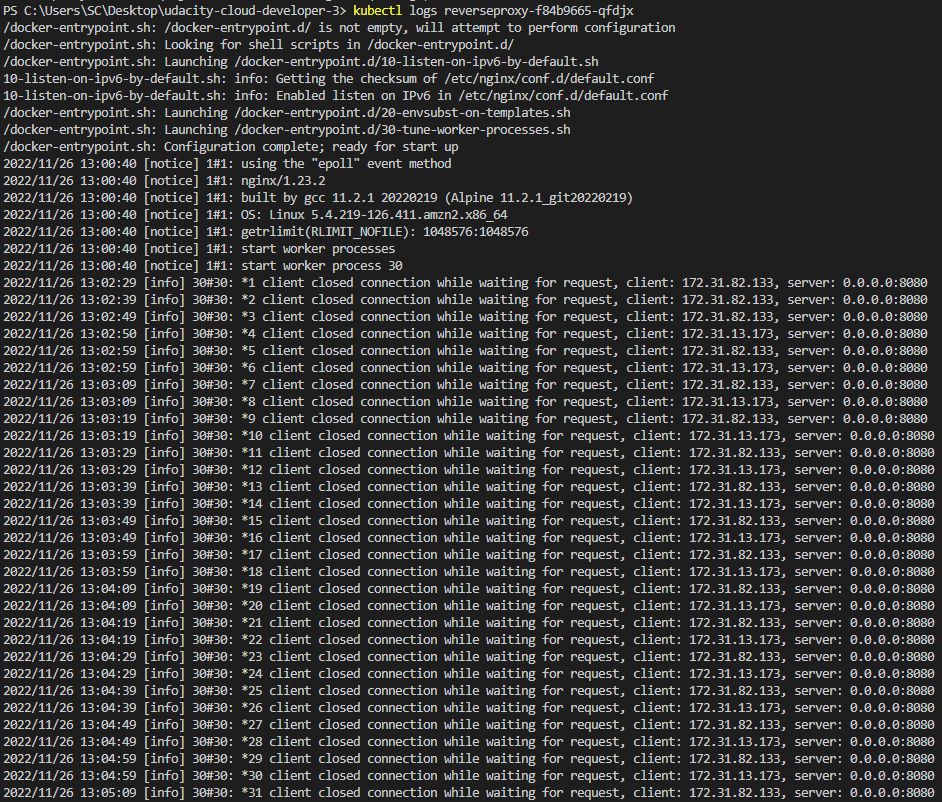 PS C:\Users\SC\Desktop\udacity-cloud-developer-3> kubectl logs reverseproxy-f84b9665-qfdjx
/docker-entrypoint.sh: /docker-entrypoint.d/ is not empty, will attempt to perform configuration
/docker-entrypoint.sh: Looking for shell scripts in /docker-entrypoint.d/
/docker-entrypoint.sh: Launching /docker-entrypoint.d/10-listen-on-ipv6-by-default.sh
10-listen-on-ipv6-by-default.sh: info: Getting the checksum of /etc/nginx/conf.d/default.conf
10-listen-on-ipv6-by-default.sh: info: Enabled listen on IPv6 in /etc/nginx/conf.d/default.conf
/docker-entrypoint.sh: Launching /docker-entrypoint.d/20-envsubst-on-templates.sh
/docker-entrypoint.sh: Launching /docker-entrypoint.d/30-tune-worker-processes.sh
/docker-entrypoint.sh: Configuration complete; ready for start up
2022/11/26 13:00:40 [notice] 1#1: using the "epoll" event method
2022/11/26 13:00:40 [notice] 1#1: nginx/1.23.2
2022/11/26 13:00:40 [notice] 1#1: built by gcc 11.2.1 20220219 (Alpine 11.2.1_git20220219)
2022/11/26 13:00:40 [notice] 1#1: OS: Linux 5.4.219-126.411.amzn2.x86_64
2022/11/26 13:00:40 [notice] 1#1: getrlimit(RLIMIT_NOFILE): 1048576:1048576
2022/11/26 13:00:40 [notice] 1#1: start worker processes
2022/11/26 13:00:40 [notice] 1#1: start worker process 30
2022/11/26 13:02:29 [info] 30#30: *1 client closed connection while waiting for request, client: 172.31.82.133, server: 0.0.0.0:8080
2022/11/26 13:02:39 [info] 30#30: *2 client closed connection while waiting for request, client: 172.31.82.133, server: 0.0.0.0:8080
2022/11/26 13:02:49 [info] 30#30: *3 client closed connection while waiting for request, client: 172.31.82.133, server: 0.0.0.0:8080
2022/11/26 13:02:50 [info] 30#30: *4 client closed connection while waiting for request, client: 172.31.13.173, server: 0.0.0.0:8080
2022/11/26 13:02:59 [info] 30#30: *5 client closed connection while waiting for request, client: 172.31.82.133, server: 0.0.0.0:8080
2022/11/26 13:02:59 [info] 30#30: *6 client closed connection while waiting for request, client: 172.31.13.173, server: 0.0.0.0:8080
2022/11/26 13:03:09 [info] 30#30: *7 client closed connection while waiting for request, client: 172.31.82.133, server: 0.0.0.0:8080
2022/11/26 13:03:09 [info] 30#30: *8 client closed connection while waiting for request, client: 172.31.13.173, server: 0.0.0.0:8080
2022/11/26 13:03:19 [info] 30#30: *9 client closed connection while waiting for request, client: 172.31.82.133, server: 0.0.0.0:8080
2022/11/26 13:03:19 [info] 30#30: *10 client closed connection while waiting for request, client: 172.31.13.173, server: 0.0.0.0:8080
2022/11/26 13:03:29 [info] 30#30: *11 client closed connection while waiting for request, client: 172.31.82.133, server: 0.0.0.0:8080
2022/11/26 13:03:29 [info] 30#30: *12 client closed connection while waiting for request, client: 172.31.13.173, server: 0.0.0.0:8080
2022/11/26 13:03:39 [info] 30#30: *13 client closed connection while waiting for request, client: 172.31.82.133, server: 0.0.0.0:8080
2022/11/26 13:03:39 [info] 30#30: *14 client closed connection while waiting for request, client: 172.31.13.173, server: 0.0.0.0:8080
2022/11/26 13:03:49 [info] 30#30: *15 client closed connection while waiting for request, client: 172.31.82.133, server: 0.0.0.0:8080
2022/11/26 13:03:49 [info] 30#30: *16 client closed connection while waiting for request, client: 172.31.13.173, server: 0.0.0.0:8080
2022/11/26 13:03:59 [info] 30#30: *17 client closed connection while waiting for request, client: 172.31.82.133, server: 0.0.0.0:8080
2022/11/26 13:03:59 [info] 30#30: *18 client closed connection while waiting for request, client: 172.31.13.173, server: 0.0.0.0:8080
2022/11/26 13:04:09 [info] 30#30: *19 client closed connection while waiting for request, client: 172.31.82.133, server: 0.0.0.0:8080
2022/11/26 13:04:09 [info] 30#30: *20 client closed connection while waiting for request, client: 172.31.13.173, server: 0.0.0.0:8080
2022/11/26 13:04:19 [info] 30#30: *21 client closed connection while waiting for request, client: 172.31.82.133, server: 0.0.0.0:8080
2022/11/26 13:04:19 [info] 30#30: *22 client closed connection while waiting for request, client: 172.31.13.173, server: 0.0.0.0:8080
2022/11/26 13:04:29 [info] 30#30: *23 client closed connection while waiting for request, client: 172.31.82.133, server: 0.0.0.0:8080
2022/11/26 13:04:29 [info] 30#30: *24 client closed connection while waiting for request, client: 172.31.13.173, server: 0.0.0.0:8080
2022/11/26 13:04:39 [info] 30#30: *25 client closed connection while waiting for request, client: 172.31.82.133, server: 0.0.0.0:8080
2022/11/26 13:04:39 [info] 30#30: *26 client closed connection while waiting for request, client: 172.31.13.173, server: 0.0.0.0:8080
2022/11/26 13:04:49 [info] 30#30: *27 client closed connection while waiting for request, client: 172.31.82.133, server: 0.0.0.0:8080
2022/11/26 13:04:49 [info] 30#30: *28 client closed connection while waiting for request, client: 172.31.13.173, server: 0.0.0.0:8080
2022/11/26 13:04:59 [info] 30#30: *29 client closed connection while waiting for request, client: 172.31.82.133, server: 0.0.0.0:8080
2022/11/26 13:04:59 [info] 30#30: *30 client closed connection while waiting for request, client: 172.31.13.173, server: 0.0.0.0:8080
2022/11/26 13:05:09 [info] 30#30: *31 client closed connection while waiting for request, client: 172.31.82.133, server: 0.0.0.0:8080